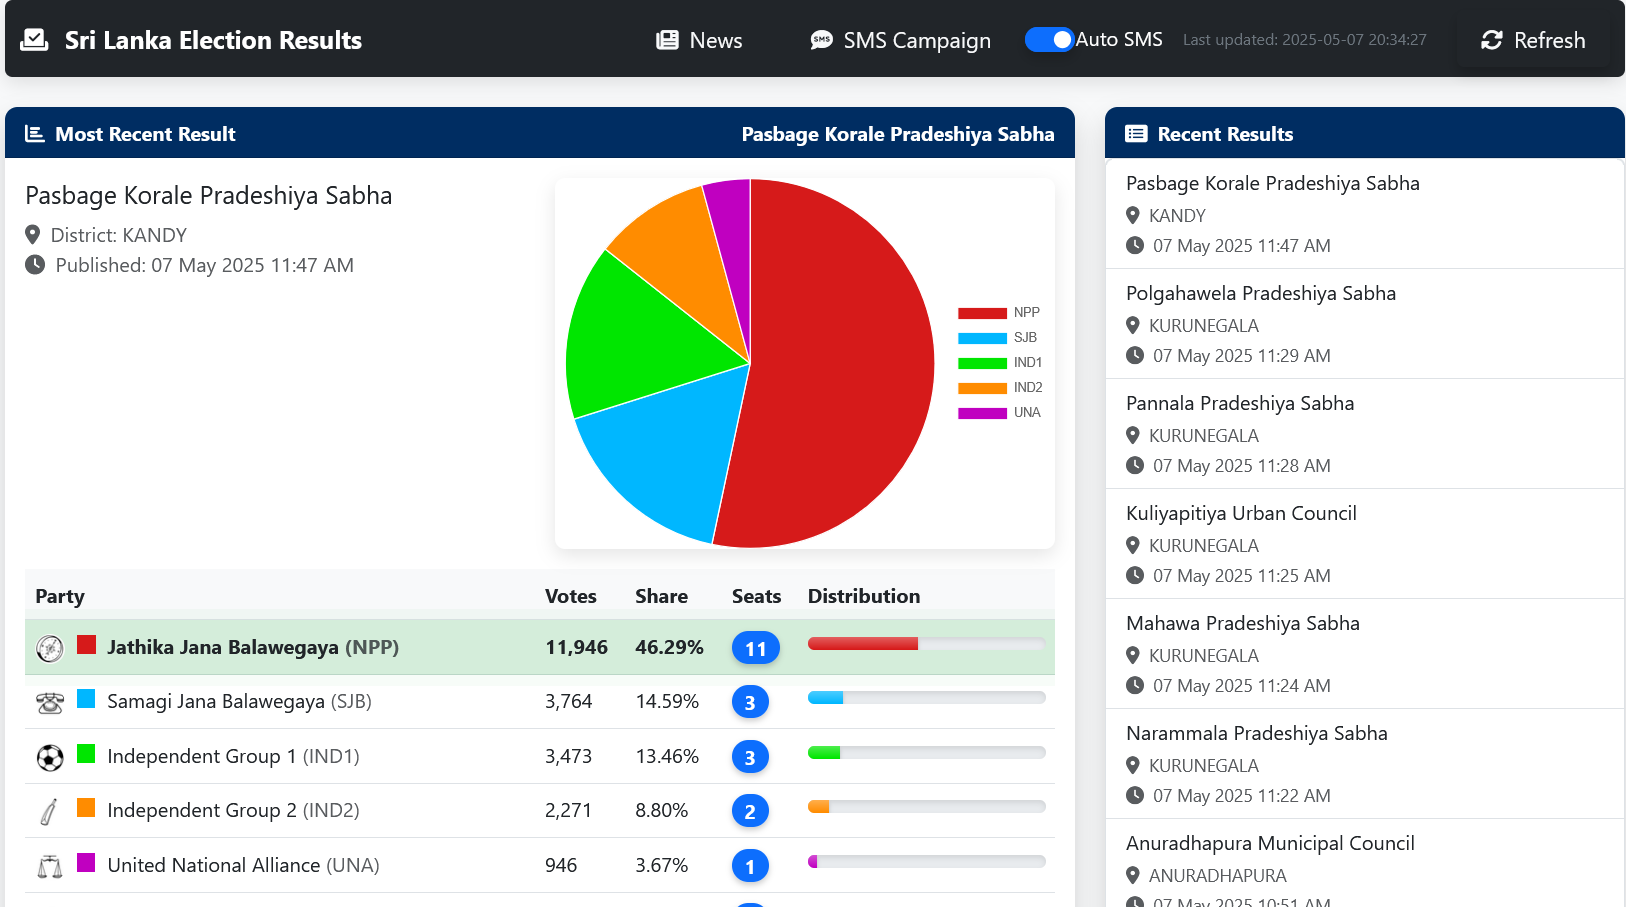 Sri Lanka Election Results
News
SMS Campaign
Auto SMS
Last updated: 2025-05-07 20:34:27
Refresh
Most Recent Result
Pasbage Korale Pradeshiya Sabha
Pasbage Korale Pradeshiya Sabha
District: KANDY
Published: 07 May 2025 11:47 AM
NPP
SJB
IND1
IND2
UNA
Party Votes Share Seats Distribution
Jathika Jana Balawegaya (NPP) 11,946 46.29% 11
Samagi Jana Balawegaya (SJB) 3,764 14.59% 3
Independent Group 1 (IND1) 3,473 13.46% 3
Independent Group 2 (IND2) 2,271 8.80% 2
United National Alliance (UNA) 946 3.67% 1
Recent Results
Pasbage Korale Pradeshiya Sabha
KANDY
07 May 2025 11:47 AM
Polgahawela Pradeshiya Sabha
KURUNEGALA
07 May 2025 11:29 AM
Pannala Pradeshiya Sabha
KURUNEGALA
07 May 2025 11:28 AM
Kuliyapitiya Urban Council
KURUNEGALA
07 May 2025 11:25 AM
Mahawa Pradeshiya Sabha
KURUNEGALA
07 May 2025 11:24 AM
Narammala Pradeshiya Sabha
KURUNEGALA
07 May 2025 11:22 AM
Anuradhapura Municipal Council
ANURADHAPURA
07 May 2025 10:51 AM